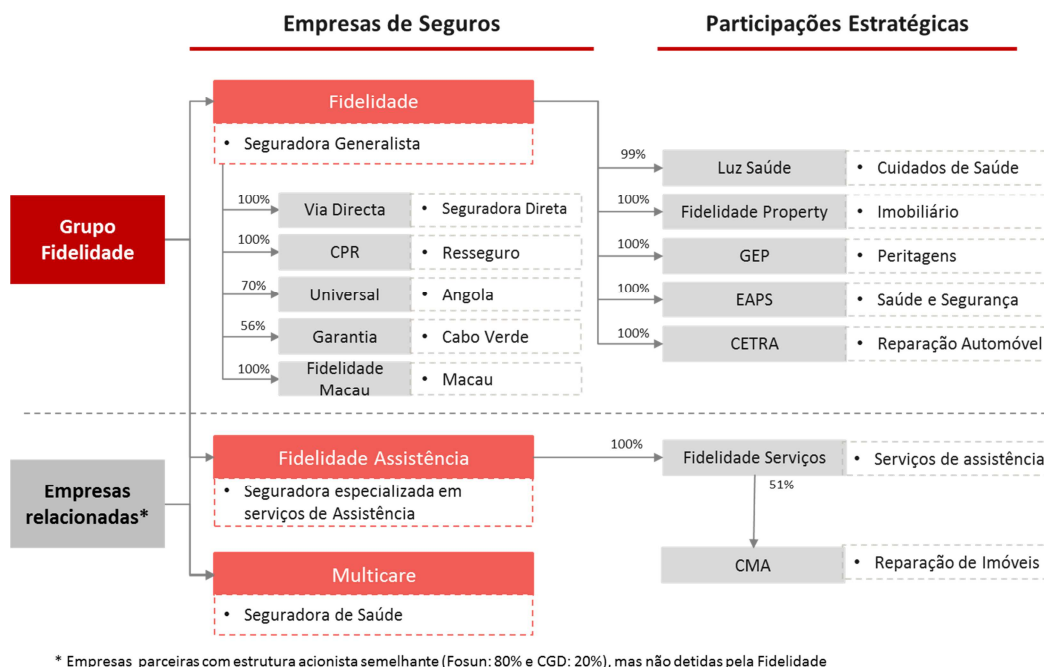 Empresas de Seguros
Participações Estratégicas
Grupo
Fidelidade
Fidelidade
• Seguradora Generalista
100%
Via Directa
• Seguradora Direta
100%
CPR
• Resseguro
70%
Universal
• Angola
56%
Garantia
• Cabo Verde
100%
Fidelidade
Macau
• Macau
99%
Luz Saúde
• Cuidados de Saúde
100%
Fidelidade Property
• Imobiliário
100%
GEP
• Peritagens
100%
EAPS
• Saúde e Segurança
100%
CETRA
• Reparação Automóvel
Empresas
relacionadas*
Fidelidade Assistência
• Seguradora especializada em
serviços de Assistência
100%
Fidelidade Serviços
• Serviços de assistência
51%
CMA
• Reparação de Imóveis
Multicare
• Seguradora de Saúde
* Empresas parceiras com estrutura acionista semelhante (Fosun: 80% e CGD: 20%), mas não detidas pela Fidelidade